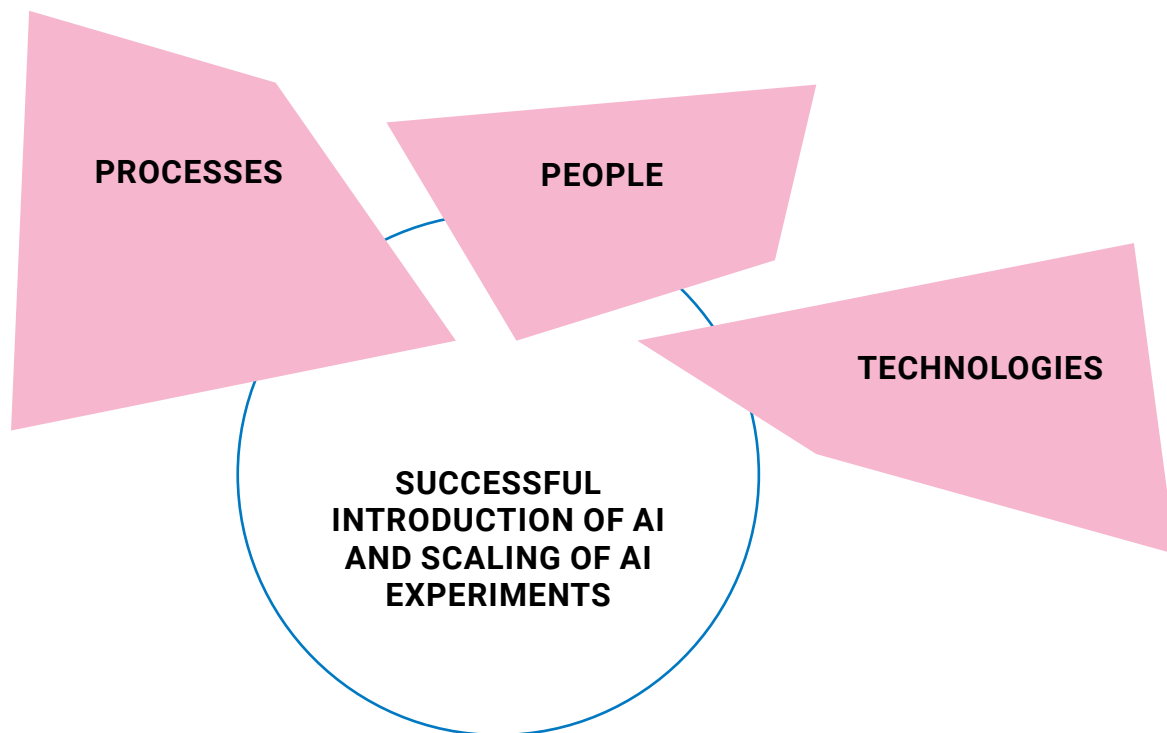 PROCESSES
PEOPLE
TECHNOLOGIES
SUCCESSFUL
INTRODUCTION OF AI
AND SCALING OF AI
EXPERIMENTS